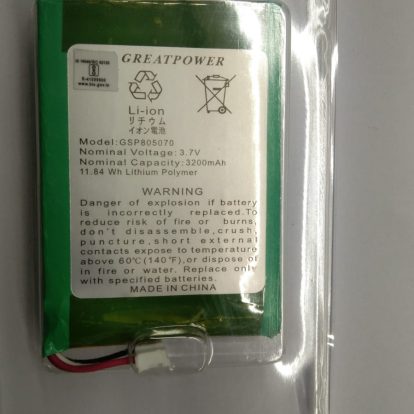 GREATPOWER
Li-ion
リチウム
イオン電池
Model:GSP805070
Nominal Voltage: 3.7V
Nominal Capacity:3200mAh
11.84 Wh Lithium Polymer
WARNING
Danger of explosion if battery
is incorrectly replaced.To
reduce risk of fire or burns,
don't disassemble,crush,
puncture,short external
contacts expose to temperature
above 60℃(140℉),or dispose of
in fire or water. Replace only
with specified batteries.
MADE IN CHINA